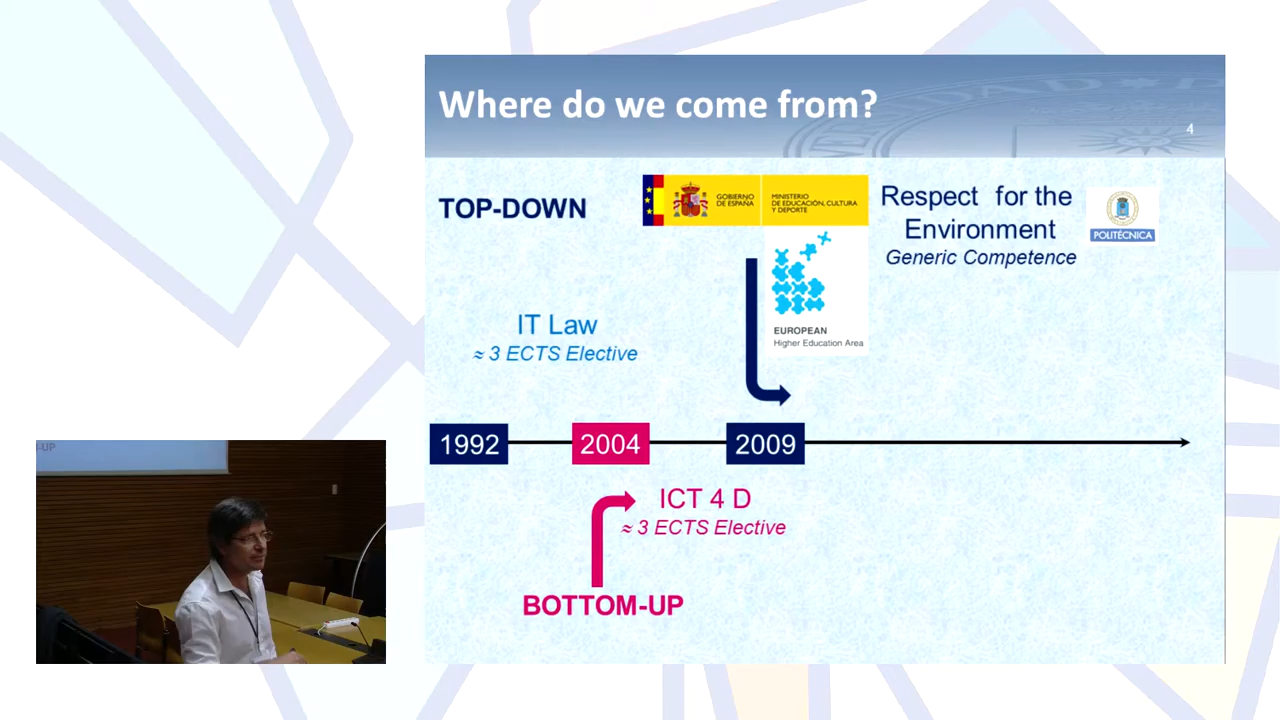 Where do we come from?
4
TOP-DOWN
GOBIERNO
DE ESPAÑA
MINISTERIO
DE EDUCACIÓN, CULTURA
Y DEPORTE
Respect for the
Environment
Generic Competence
POLITÉCNICA
EUROPEAN
Higher Education Area
IT Law
≈ 3 ECTS Elective
1992
2004
2009
ICT 4 D
≈ 3 ECTS Elective
BOTTOM-UP
-UP